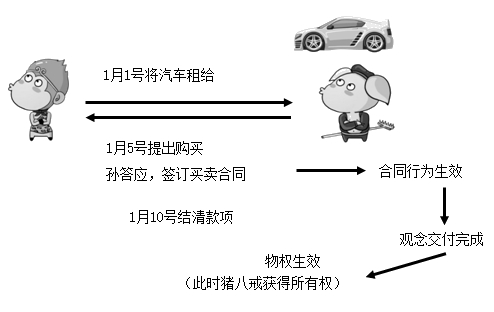 1月1号将汽车租给
1月5号提出购买
孙答应，签订买卖合同
合同行为生效
1月10号结清款项
观念交付完成
物权生效
（此时猪八戒获得所有权）